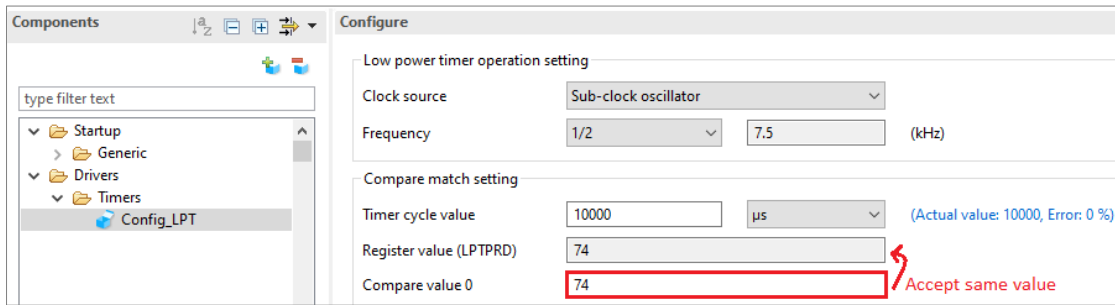 Components
Configure
type filter text
Startup
Generic
Drivers
Timers
Config_LPT
Low power timer operation setting
Clock source
Sub-clock oscillator
Frequency
1/2
7.5
(kHz)
Compare match setting
Timer cycle value
10000
µs
(Actual value: 10000, Error: 0 %)
Register value (LPTPRD)
74
Compare value 0
74
Accept same value